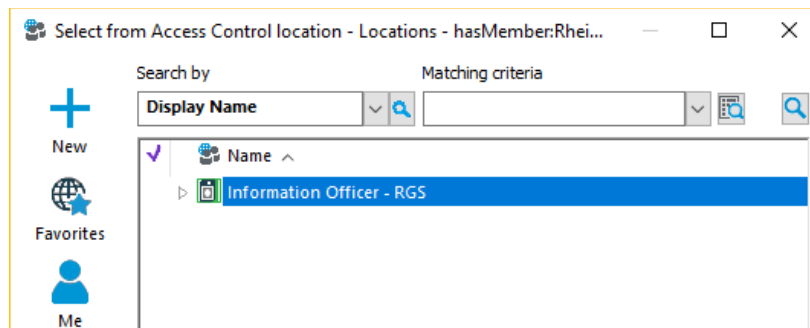 Select from Access Control location - Locations - hasMember:Rhei...
Search by
Matching criteria
Display Name
New
Name
Information Officer - RGS
Favorites
Me